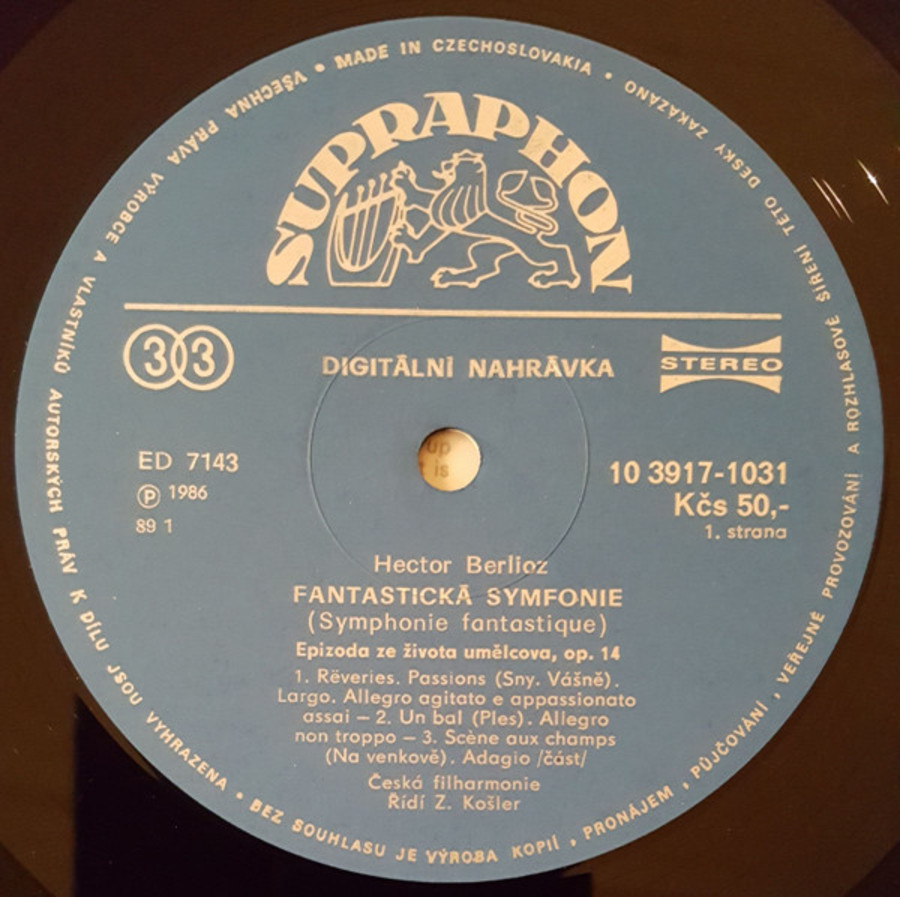 MADE IN CZECHOSLOVAKIA • VŠECHNA PRÁVA VÝROBCE A VLASTNÍKŮ AUTORSKÝCH PRÁV K DÍLU JSOU VYHRAZENA • BEZ SOUHLASU JE VÝROBA KOPIÍ, PRONÁJEM, PŮJČOVÁNÍ, VEŘEJNÉ PROVOZOVÁNÍ A ROZHLASOVÉ ŠÍŘENÍ TÉTO DESKY ZAKÁZÁNO •
SUPRAPHON
33
DIGITÁLNÍ NAHRÁVKA
STEREO
up
is
ED 7143
10 3917-1031
Ⓟ 1986
Kčs 50,-
89 1
1. strana
Hector Berlioz
FANTASTICKÁ SYMFONIE
(Symphonie fantastique)
Epizoda ze života umělcova, op. 14
1. Rēveries. Passions (Sny. Vášně).
Largo. Allegro agitato e appassionato
assai – 2. Un bal (Ples). Allegro
non troppo – 3. Scène aux champs
(Na venkově). Adagio /část/
Česká filharmonie
Řídí Z. Košler